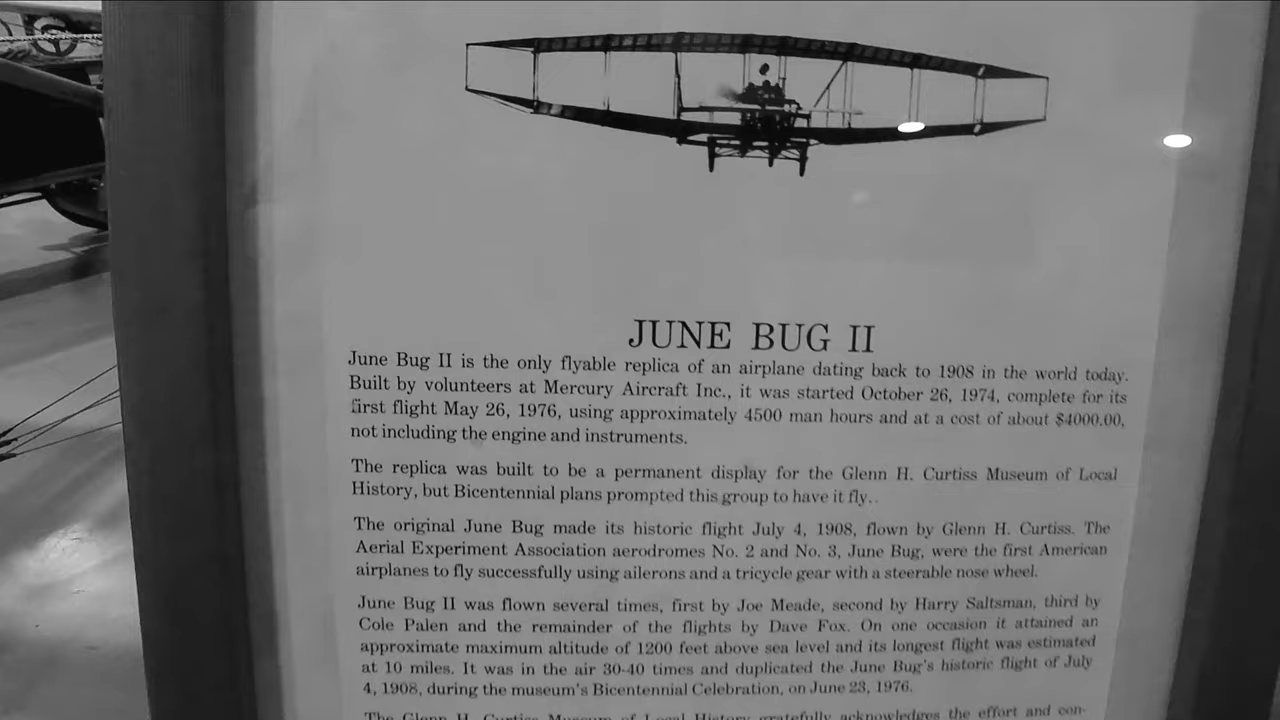 JUNE BUG II
June Bug II is the only flyable replica of an airplane dating back to 1908 in the world today.
Built by volunteers at Mercury Aircraft Inc., it was started October 26, 1974, complete for its
first flight May 26, 1976, using approximately 4500 man hours and at a cost of about $4000.00,
not including the engine and instruments.
The replica was built to be a permanent display for the Glenn H. Curtiss Museum of Local
History, but Bicentennial plans prompted this group to have it fly..
The original June Bug made its historic flight July 4, 1908, flown by Glenn H. Curtiss. The
Aerial Experiment Association aerodromes No. 2 and No. 3, June Bug, were the first American
airplanes to fly successfully using ailerons and a tricycle gear with a steerable nose wheel.
June Bug II was flown several times, first by Joe Meade, second by Harry Saltsman, third by
Cole Palen and the remainder of the flights by Dave Fox. On one occasion it attained an
approximate maximum altitude of 1200 feet above sea level and its longest flight was estimated
at 10 miles. It was in the air 30-40 times and duplicated the June Bug's historic flight of July
4, 1908, during the museum's Bicentennial Celebration, on June 23, 1976.
The Glenn H. Curtiss Museum of Local History gratefully acknowledges the effort and con-